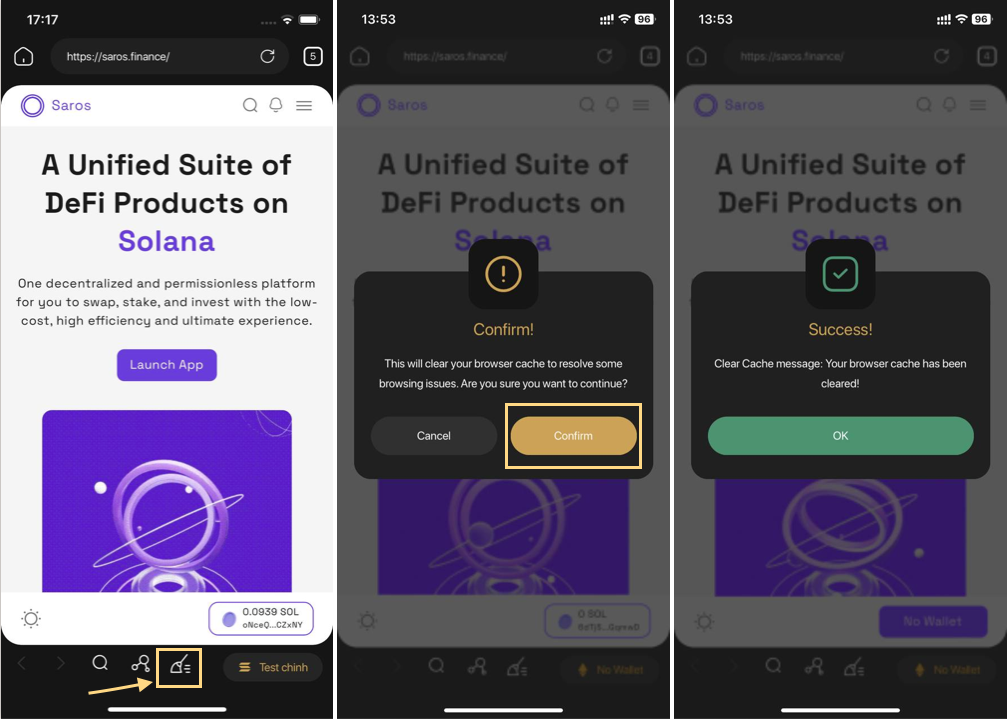 17:17
96
https://saros.finance/
5
Saros
A Unified Suite of
DeFi Products on
Solana
One decentralized and permissionless platform
for you to swap, stake, and invest with the low-
cost, high efficiency and ultimate experience.
Launch App
0.0939 SOL
oNceQ...CZxNY
Test chinh
13:53
96
https://saros.finance/
4
Saros
A Unified Suite of
DeFi Products on
Solana
Confirm!
This will clear your browser cache to resolve some
browsing issues. Are you sure you want to continue?
Cancel
Confirm
0 SOL
No Wallet
13:53
96
https://saros.finance/
4
Saros
A Unified Suite of
DeFi Products on
Solana
Success!
Clear Cache message: Your browser cache has been
cleared!
OK
No Wallet
No Wallet